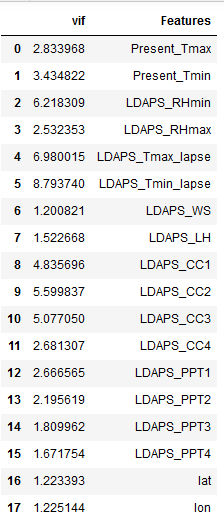 vif Features
0 2.833968 Present_Tmax
1 3.434822 Present_Tmin
2 6.218309 LDAPS_RHmin
3 2.532353 LDAPS_RHmax
4 6.980015 LDAPS_Tmax_lapse
5 8.793740 LDAPS_Tmin_lapse
6 1.200821 LDAPS_WS
7 1.522668 LDAPS_LH
8 4.835696 LDAPS_CC1
9 5.599837 LDAPS_CC2
10 5.077050 LDAPS_CC3
11 2.681307 LDAPS_CC4
12 2.666565 LDAPS_PPT1
13 2.195619 LDAPS_PPT2
14 1.809962 LDAPS_PPT3
15 1.671754 LDAPS_PPT4
16 1.223393 lat
17 1.225144 lon